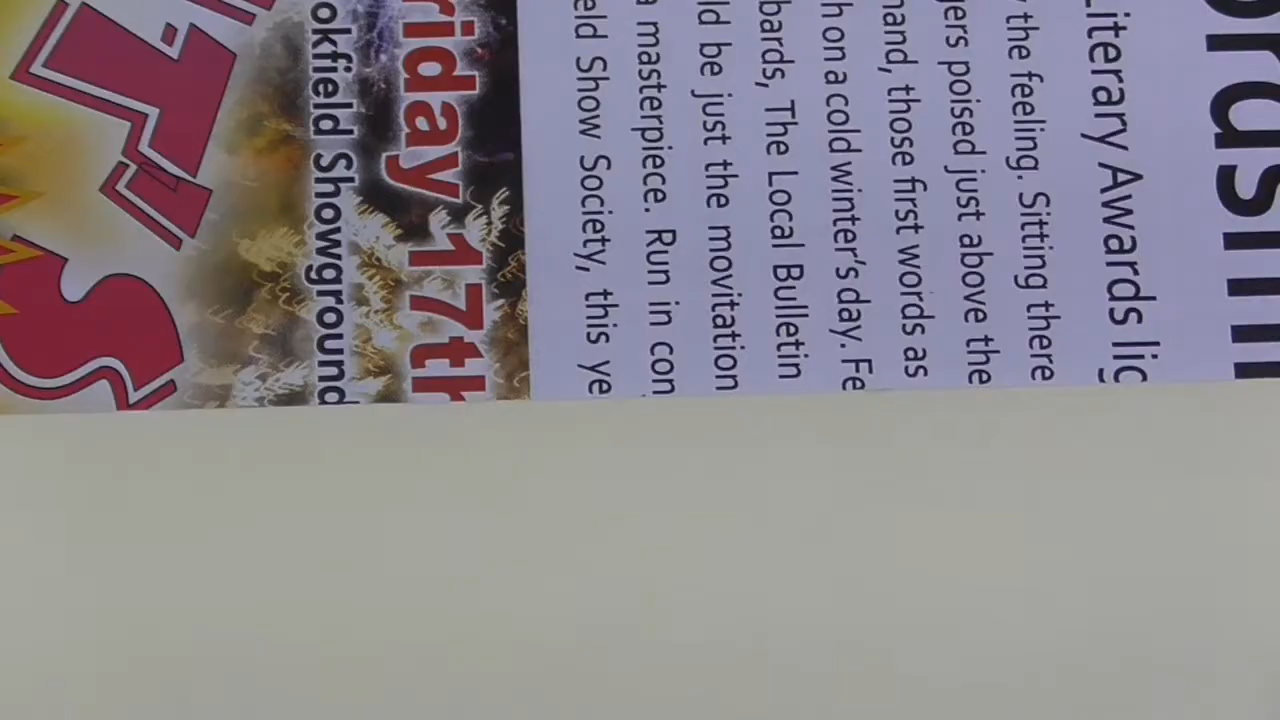 Literary Awards lig
the feeling. Sitting there
gers poised just above the
hand, those first words as
h on a cold winter's day. Fe
bards, The Local Bulletin
ld be just the movitation
a masterpiece. Run in con
eld Show Society, this ye
riday 17th
okfield Showground